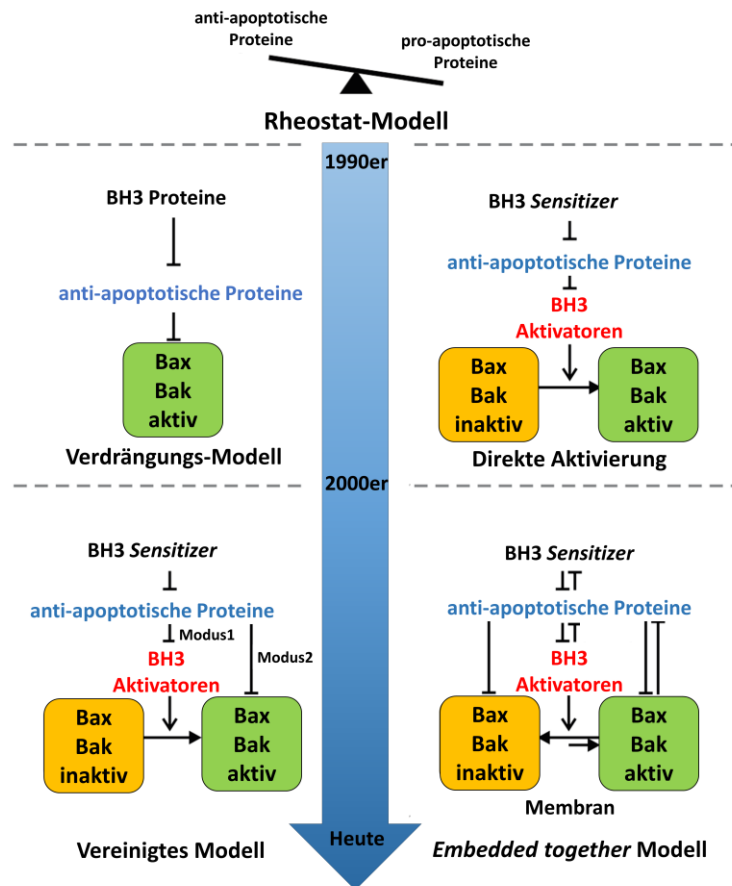 anti-apoptotische
Proteine
pro-apoptotische
Proteine
Rheostat-Modell
1990er
BH3 Proteine
anti-apoptotische Proteine
Bax
Bak
aktiv
Verdrängungs-Modell
BH3 Sensitizer
anti-apoptotische Proteine
BH3
Aktivatoren
Bax
Bak
inaktiv
Bax
Bak
aktiv
Direkte Aktivierung
2000er
BH3 Sensitizer
anti-apoptotische Proteine
Modus1
BH3
Aktivatoren
Modus2
Bax
Bak
inaktiv
Bax
Bak
aktiv
Vereinigtes Modell
BH3 Sensitizer
anti-apoptotische Proteine
BH3
Aktivatoren
Bax
Bak
inaktiv
Bax
Bak
aktiv
Membran
Embedded together Modell
Heute